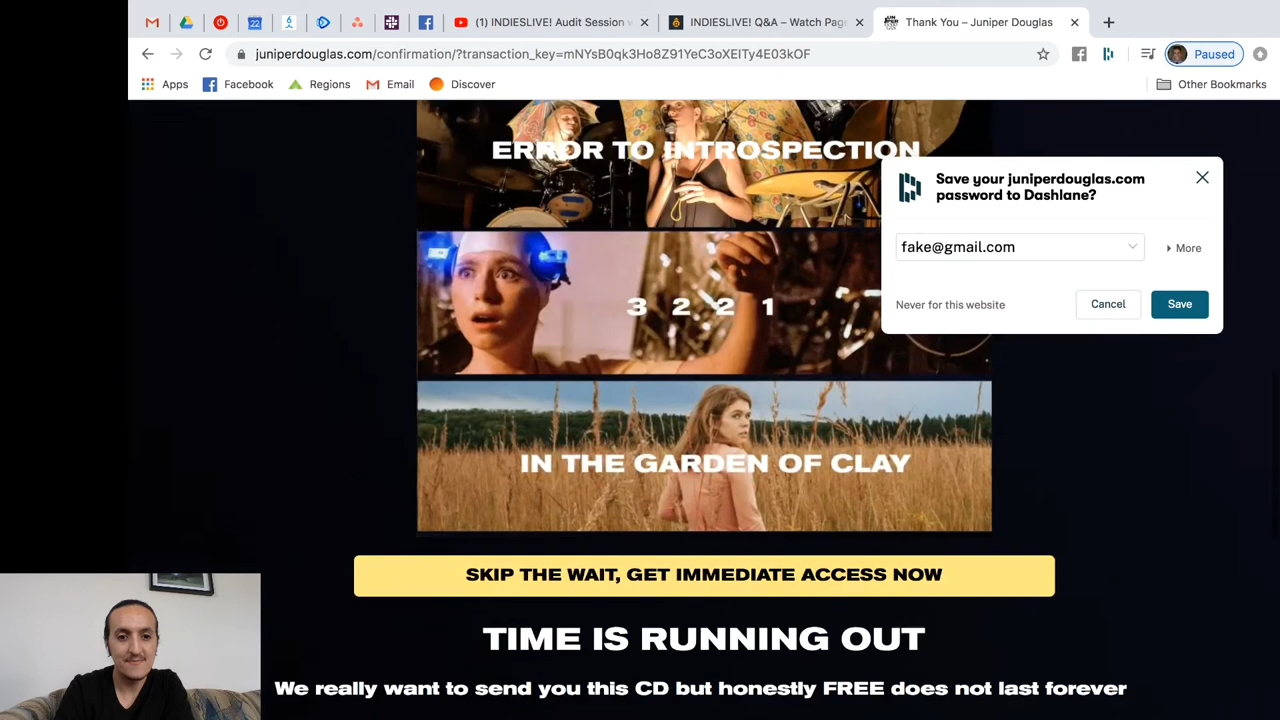 (1) INDIESLIVE! Audit Session w
INDIESLIVE! Q&A – Watch Page
Thank You – Juniper Douglas
22
6
juniperdouglas.com/confirmation/?transaction_key=mNYsB0qk3Ho8Z91YeC3oXEITy4E03kOF
Paused
Apps
Facebook
Regions
Email
Discover
Other Bookmarks
ERROR TO INTROSPECTION
Save your juniperdouglas.com
password to Dashlane?
fake@gmail.com
More
Never for this website
Cancel
Save
3 2 2 1
IN THE GARDEN OF CLAY
SKIP THE WAIT, GET IMMEDIATE ACCESS NOW
TIME IS RUNNING OUT
We really want to send you this CD but honestly FREE does not last forever